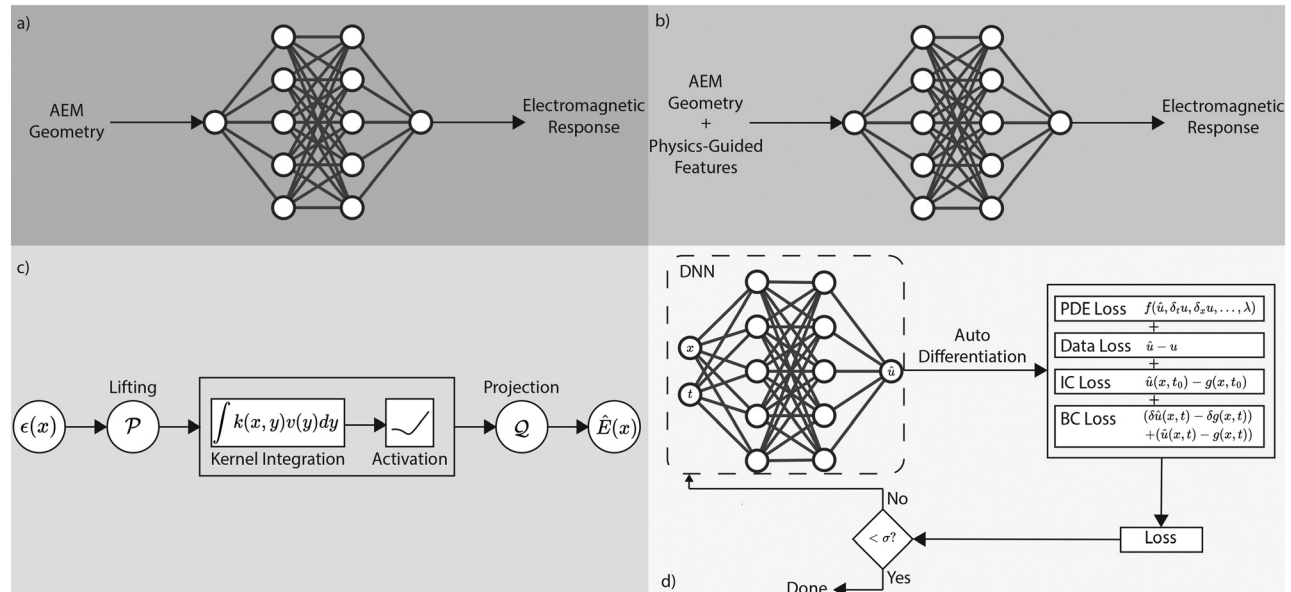 a)
AEM
Geometry
Electromagnetic
Response
b)
AEM
Geometry
+
Physics-Guided
Features
Electromagnetic
Response
c)
ϵ(x)
Lifting
𝒫
∫ k(x, y)v(y)dy
Kernel Integration
Activation
Projection
𝒬
Ê(x)
DNN
x
t
û
Auto
Differentiation
PDE Loss f(û, δₜu, δₓu, . . . , λ)
+
Data Loss û − u
+
IC Loss û(x, t₀) − g(x, t₀)
+
BC Loss (δû(x, t) − δg(x, t))
+(û(x, t) − g(x, t))
Loss
< σ?
No
Yes
Done
d)